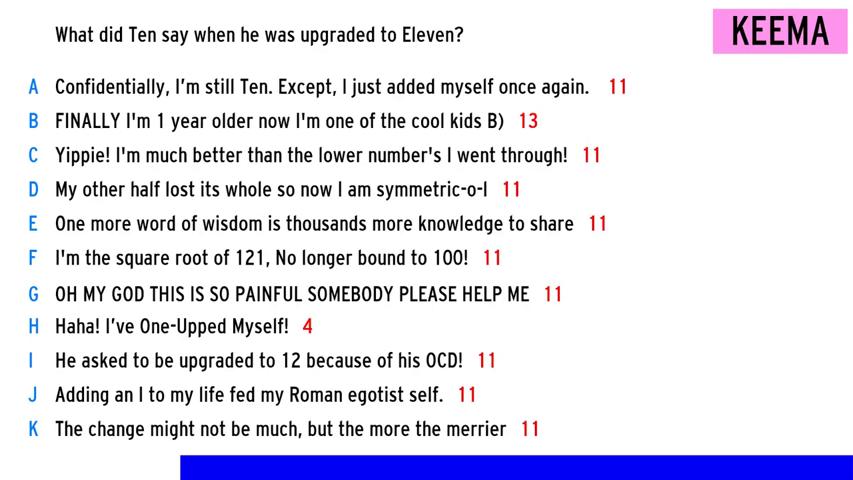 What did Ten say when he was upgraded to Eleven?
KEEMA
A Confidentially, I'm still Ten. Except, I just added myself once again. 11
B FINALLY I'm 1 year older now I'm one of the cool kids B) 13
C Yippie! I'm much better than the lower number's I went through! 11
D My other half lost its whole so now I am symmetric-o-l 11
E One more word of wisdom is thousands more knowledge to share 11
F I'm the square root of 121, No longer bound to 100! 11
G OH MY GOD THIS IS SO PAINFUL SOMEBODY PLEASE HELP ME 11
H Haha! I've One-Upped Myself! 4
I He asked to be upgraded to 12 because of his OCD! 11
J Adding an I to my life fed my Roman egotist self. 11
K The change might not be much, but the more the merrier 11